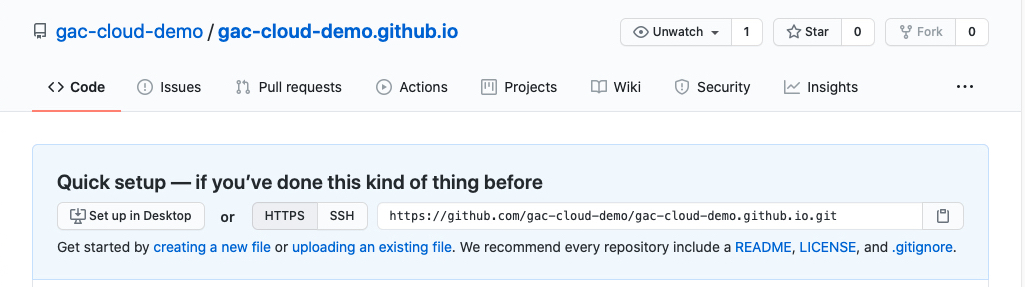 gac-cloud-demo / gac-cloud-demo.github.io
Unwatch 1 Star 0 Fork 0
<> Code Issues Pull requests Actions Projects Wiki Security Insights ...
Quick setup — if you’ve done this kind of thing before
Set up in Desktop or HTTPS SSH https://github.com/gac-cloud-demo/gac-cloud-demo.github.io.git
Get started by creating a new file or uploading an existing file. We recommend every repository include a README, LICENSE, and .gitignore.